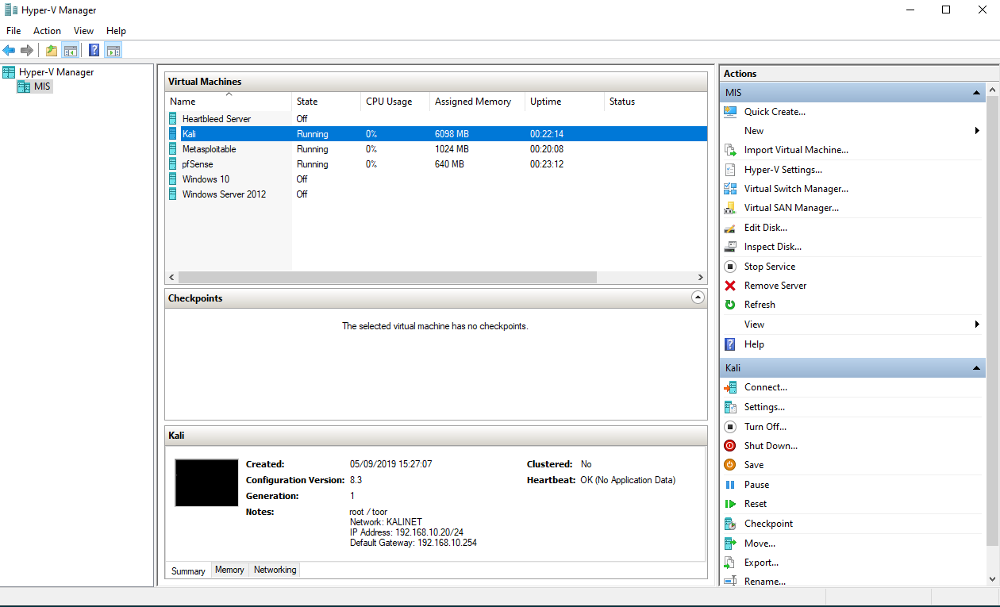 Hyper-V Manager
File Action View Help
Hyper-V Manager
MIS
Virtual Machines
Name State CPU Usage Assigned Memory Uptime Status
Heartbleed Server Off
Kali Running 0% 6098 MB 00:22:14
Metasploitable Running 0% 1024 MB 00:20:08
pfSense Running 0% 640 MB 00:23:12
Windows 10 Off
Windows Server 2012 Off
Checkpoints
The selected virtual machine has no checkpoints.
Kali
Created: 05/09/2019 15:27:07 Clustered: No
Configuration Version: 8.3 Heartbeat: OK (No Application Data)
Generation: 1
Notes: root / toor
Network: KALINET
IP Address: 192.168.10.20/24
Default Gateway: 192.168.10.254
Summary Memory Networking
Actions
MIS
Quick Create...
New
Import Virtual Machine...
Hyper-V Settings...
Virtual Switch Manager...
Virtual SAN Manager...
Edit Disk...
Inspect Disk...
Stop Service
Remove Server
Refresh
View
Help
Kali
Connect...
Settings...
Turn Off...
Shut Down...
Save
Pause
Reset
Checkpoint
Move...
Export...
Rename...